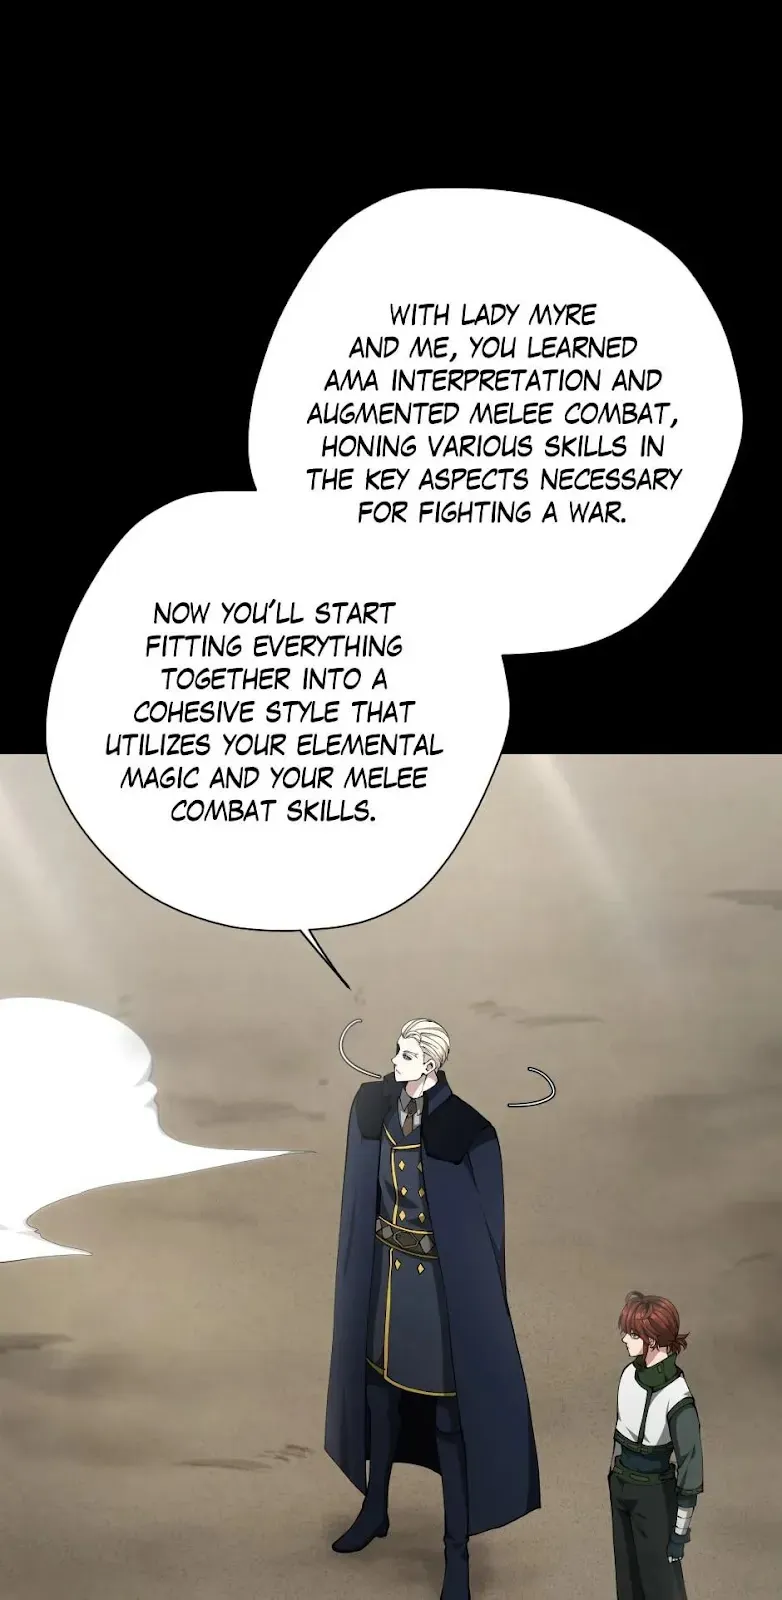 WITH LADY MYRE
AND ME, YOU LEARNED
AMA INTERPRETATION AND
AUGMENTED MELEE COMBAT,
HONING VARIOUS SKILLS IN
THE KEY ASPECTS NECESSARY
FOR FIGHTING A WAR.
NOW YOU'LL START
FITTING EVERYTHING
TOGETHER INTO A
COHESIVE STYLE THAT
UTILIZES YOUR ELEMENTAL
MAGIC AND YOUR MELEE
COMBAT SKILLS.